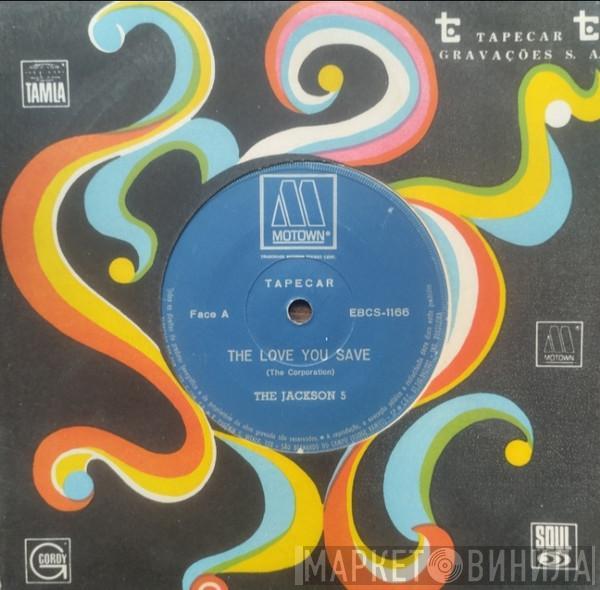 TAPECAR
GRAVAÇÕES S. A.
TAMLA
MOTOWN®
TAPECAR
Face A
EBCS-1166
THE LOVE YOU SAVE
(The Corporation)
THE JACKSON 5
MOTOWN
G
GORDY
SOUL
МАРКЕТ ВИНИЛА